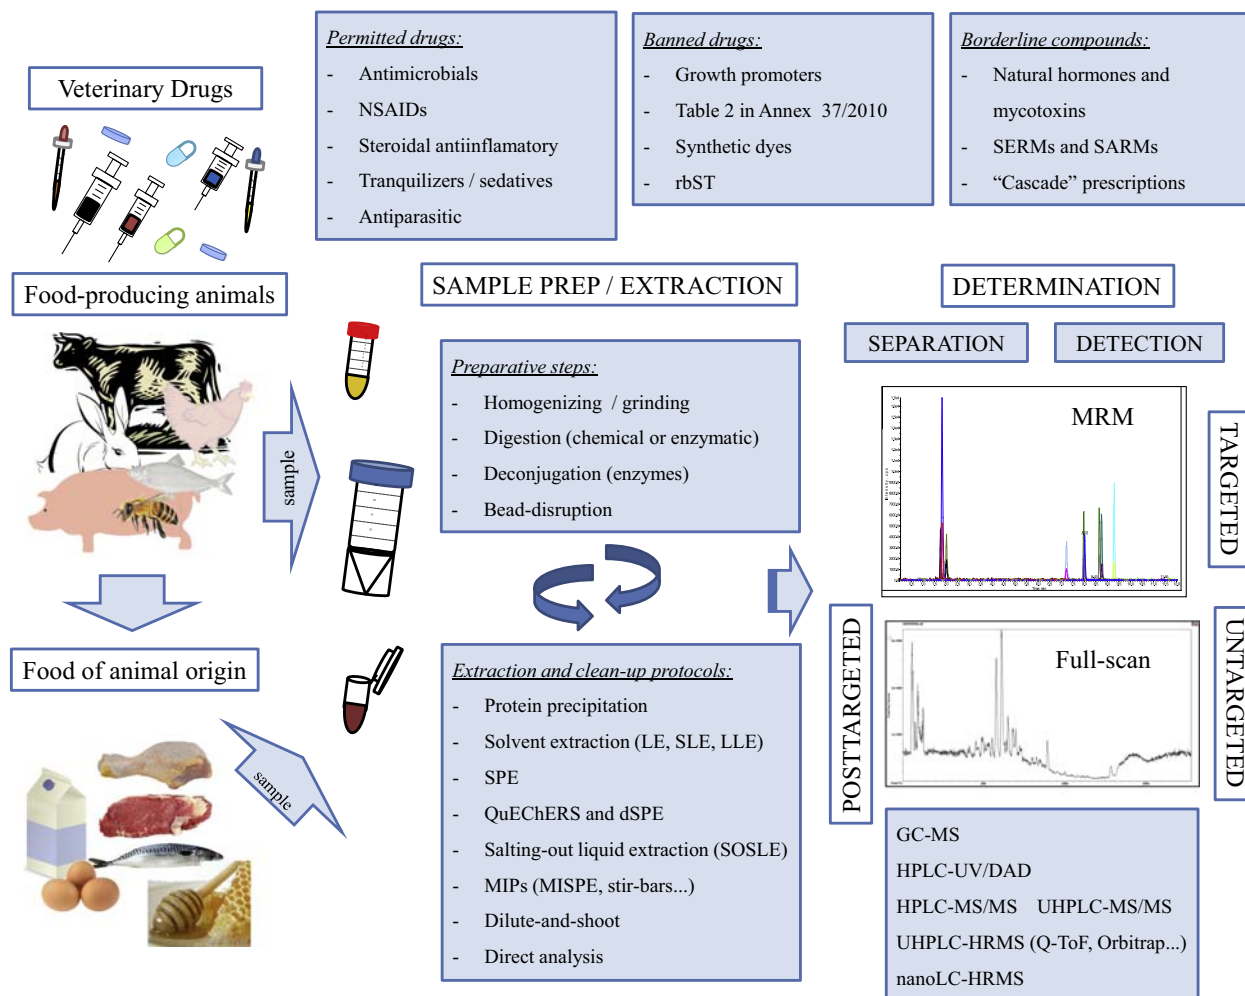 Veterinary Drugs
Permitted drugs:
- Antimicrobials
- NSAIDs
- Steroidal antiinflamatory
- Tranquilizers / sedatives
- Antiparasitic
Banned drugs:
- Growth promoters
- Table 2 in Annex 37/2010
- Synthetic dyes
- rbST
Borderline compounds:
- Natural hormones and
mycotoxins
- SERMs and SARMs
- “Cascade” prescriptions
Food-producing animals
sample
Food of animal origin
sample
SAMPLE PREP / EXTRACTION
Preparative steps:
- Homogenizing / grinding
- Digestion (chemical or enzymatic)
- Deconjugation (enzymes)
- Bead-disruption
Extraction and clean-up protocols:
- Protein precipitation
- Solvent extraction (LE, SLE, LLE)
- SPE
- QuEChERS and dSPE
- Salting-out liquid extraction (SOSLE)
- MIPs (MISPE, stir-bars...)
- Dilute-and-shoot
- Direct analysis
DETERMINATION
SEPARATION
DETECTION
MRM
TARGETED
POSTTARGETED
Full-scan
UNTARGETED
GC-MS
HPLC-UV/DAD
HPLC-MS/MS UHPLC-MS/MS
UHPLC-HRMS (Q-ToF, Orbitrap...)
nanoLC-HRMS